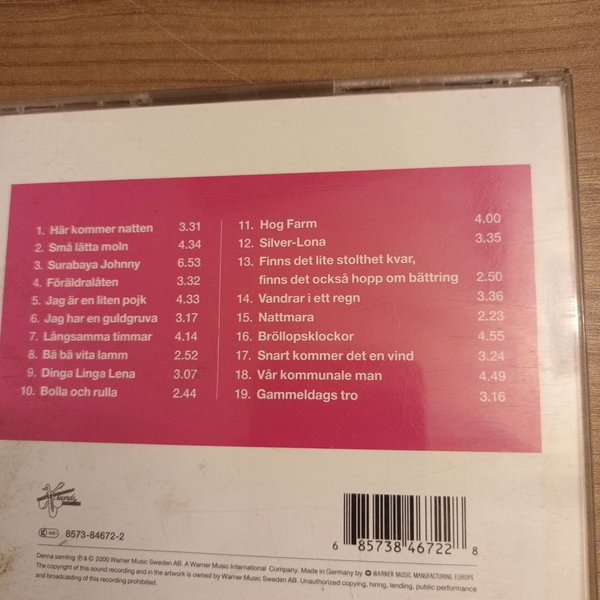 1. Här kommer natten 3.31
2. Små lätta moln 4.34
3. Surabaya Johnny 6.53
4. Föräldralåten 3.32
5. Jag är en liten pojk 4.33
6. Jag har en guldgruva 3.17
7. Långsamma timmar 4.14
8. Bä bä vita lamm 2.52
9. Dinga Linga Lena 3.07
10. Bolla och rulla 2.44
11. Hog Farm 4.00
12. Silver-Lona 3.35
13. Finns det lite stolthet kvar,
finns det också hopp om bättring 2.50
14. Vandrar i ett regn 3.36
15. Nattmara 2.23
16. Bröllopsklockor 4.55
17. Snart kommer det en vind 3.24
18. Vår kommunale man 4.49
19. Gammeldags tro 3.16
metronome
records
8573-84672-2
6 85738 46722 8
Denna samling ℗ & © 2000 Warner Music Sweden AB. A Warner Music International Company. Made in Germany by WARNER MUSIC MANUFACTURING EUROPE
The copyright of this sound recording and in the artwork is owned by Warner Music Sweden AB. Unauthorized copying, hiring, lending, public performance
and broadcasting of this recording prohibited.